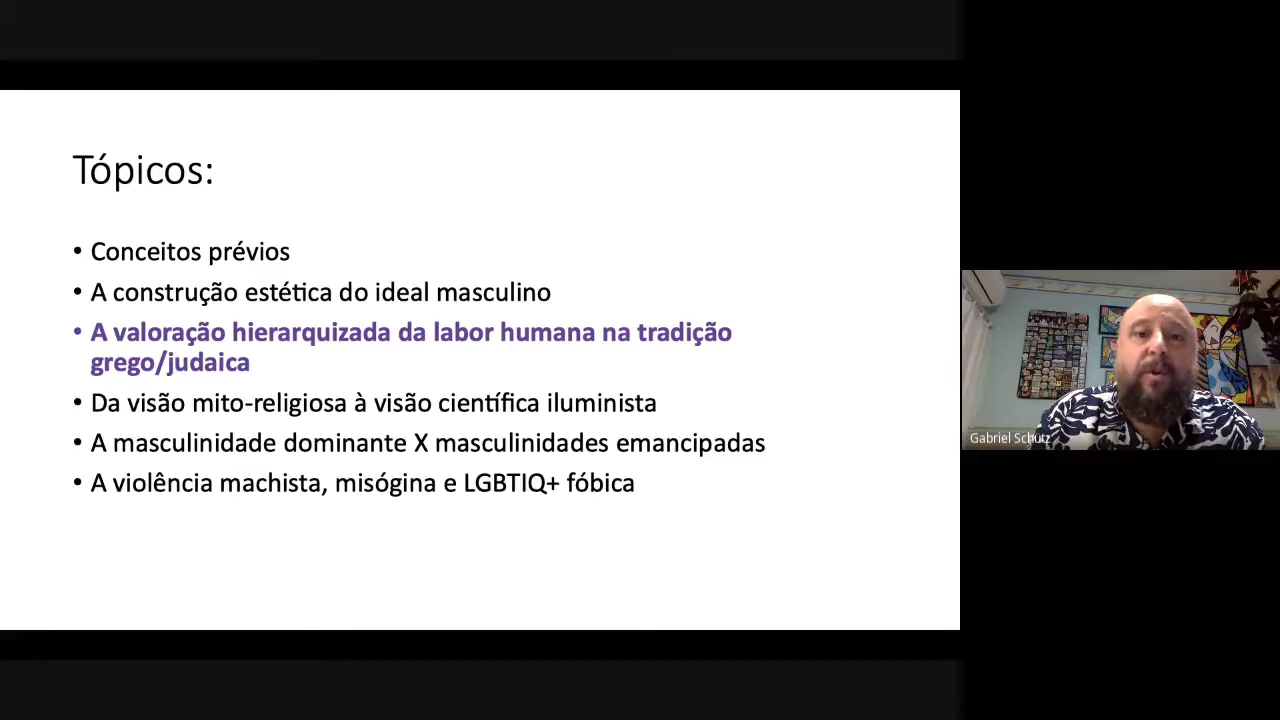 Tópicos:
• Conceitos prévios
• A construção estética do ideal masculino
• A valoração hierarquizada da labor humana na tradição
grego/judaica
• Da visão mito-religiosa à visão científica iluminista
• A masculinidade dominante X masculinidades emancipadas
• A violência machista, misógina e LGBTIQ+ fóbica
Gabriel Schütz